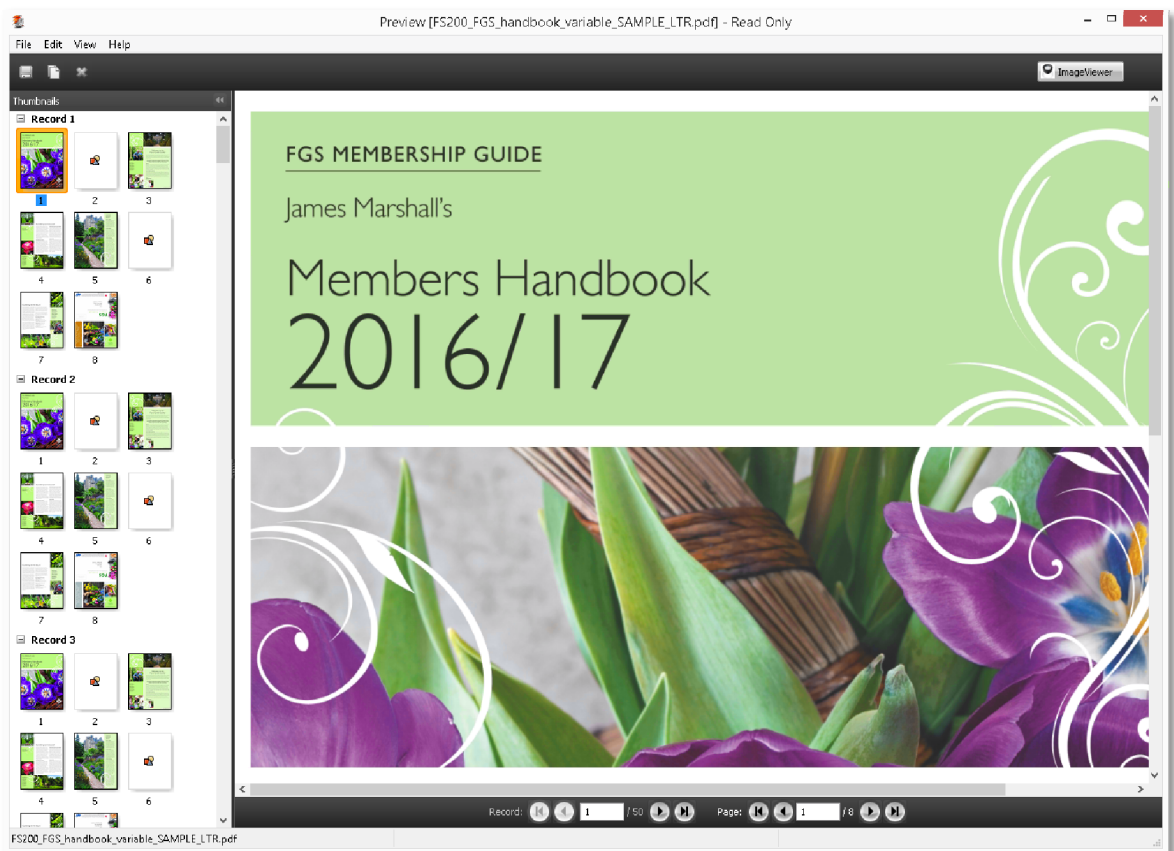 Preview [FS200_FGS_handbook_variable_SAMPLE_LTR.pdf] - Read Only
File Edit View Help
ImageViewer
Thumbnails
Record 1
1 2 3
4 5 6
7 8
Record 2
1 2 3
4 5 6
7 8
Record 3
1 2 3
4 5 6
FGS MEMBERSHIP GUIDE
James Marshall's
Members Handbook
2016/17
Record: 1 / 50 Page: 1 / 8
FS200_FGS_handbook_variable_SAMPLE_LTR.pdf